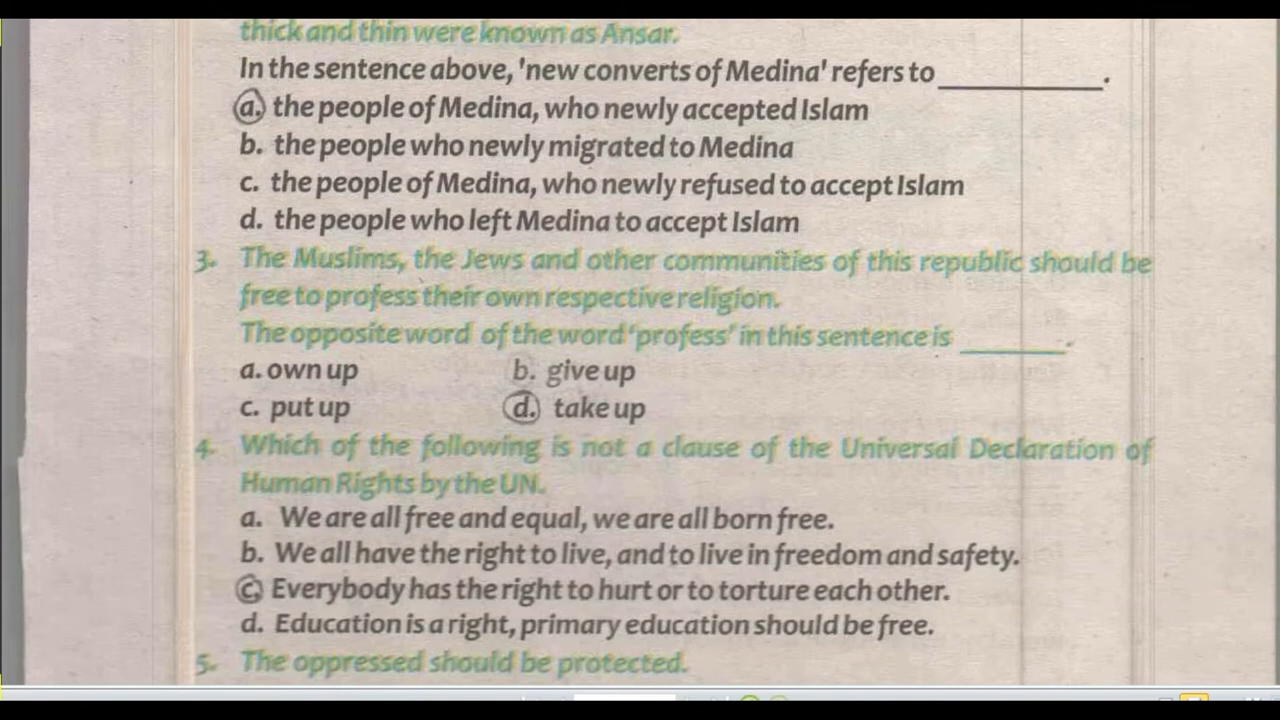 thick and thin were known as Ansar.
In the sentence above, 'new converts of Medina' refers to ____________.
a. the people of Medina, who newly accepted Islam
b. the people who newly migrated to Medina
c. the people of Medina, who newly refused to accept Islam
d. the people who left Medina to accept Islam
3. The Muslims, the Jews and other communities of this republic should be
free to profess their own respective religion.
The opposite word of the word 'profess' in this sentence is ________.
a. own up b. give up
c. put up d. take up
4. Which of the following is not a clause of the Universal Declaration of
Human Rights by the UN.
a. We are all free and equal, we are all born free.
b. We all have the right to live, and to live in freedom and safety.
c. Everybody has the right to hurt or to torture each other.
d. Education is a right, primary education should be free.
5. The oppressed should be protected.